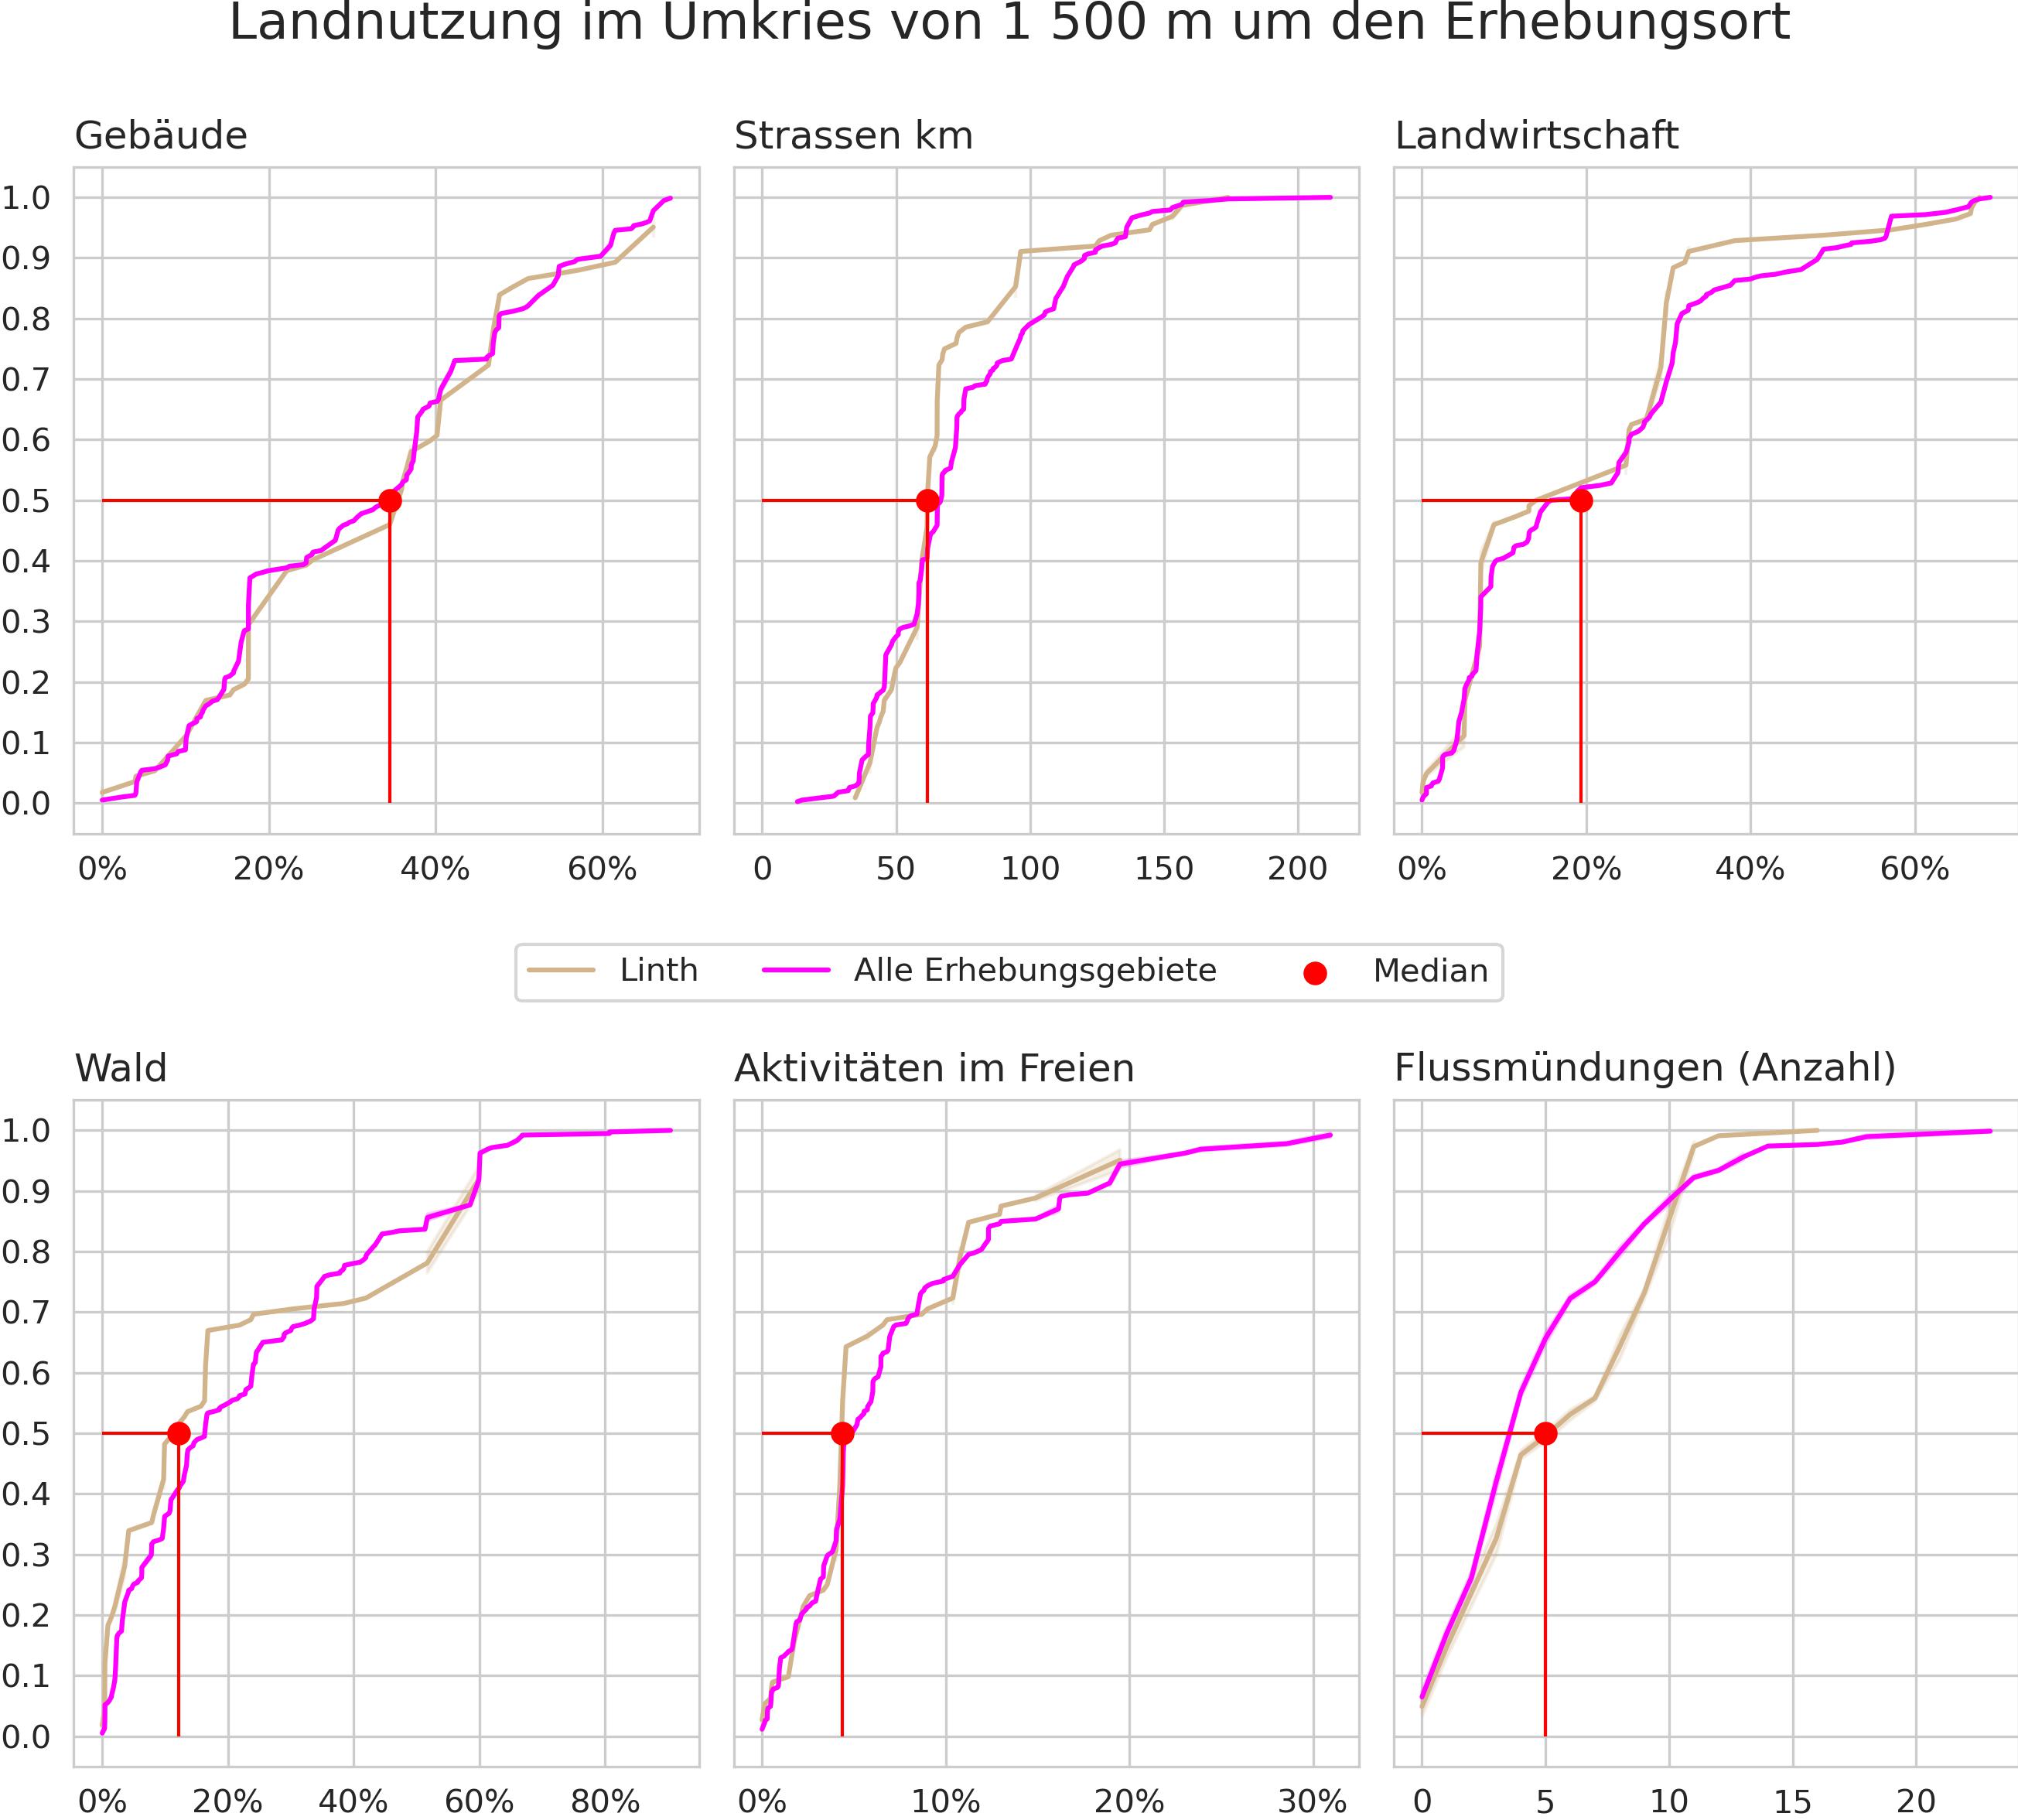 Landnutzung im Umkries von 1 500 m um den Erhebungsort
Gebäude
Strassen km
Landwirtschaft
1.0
0.9
0.8
0.7
0.6
0.5
0.4
0.3
0.2
0.1
0.0
0% 20% 40% 60%
0 50 100 150 200
0% 20% 40% 60%
Linth Alle Erhebungsgebiete Median
Wald
Aktivitäten im Freien
Flussmündungen (Anzahl)
1.0
0.9
0.8
0.7
0.6
0.5
0.4
0.3
0.2
0.1
0.0
0% 20% 40% 60% 80%
0% 10% 20% 30%
0 5 10 15 20